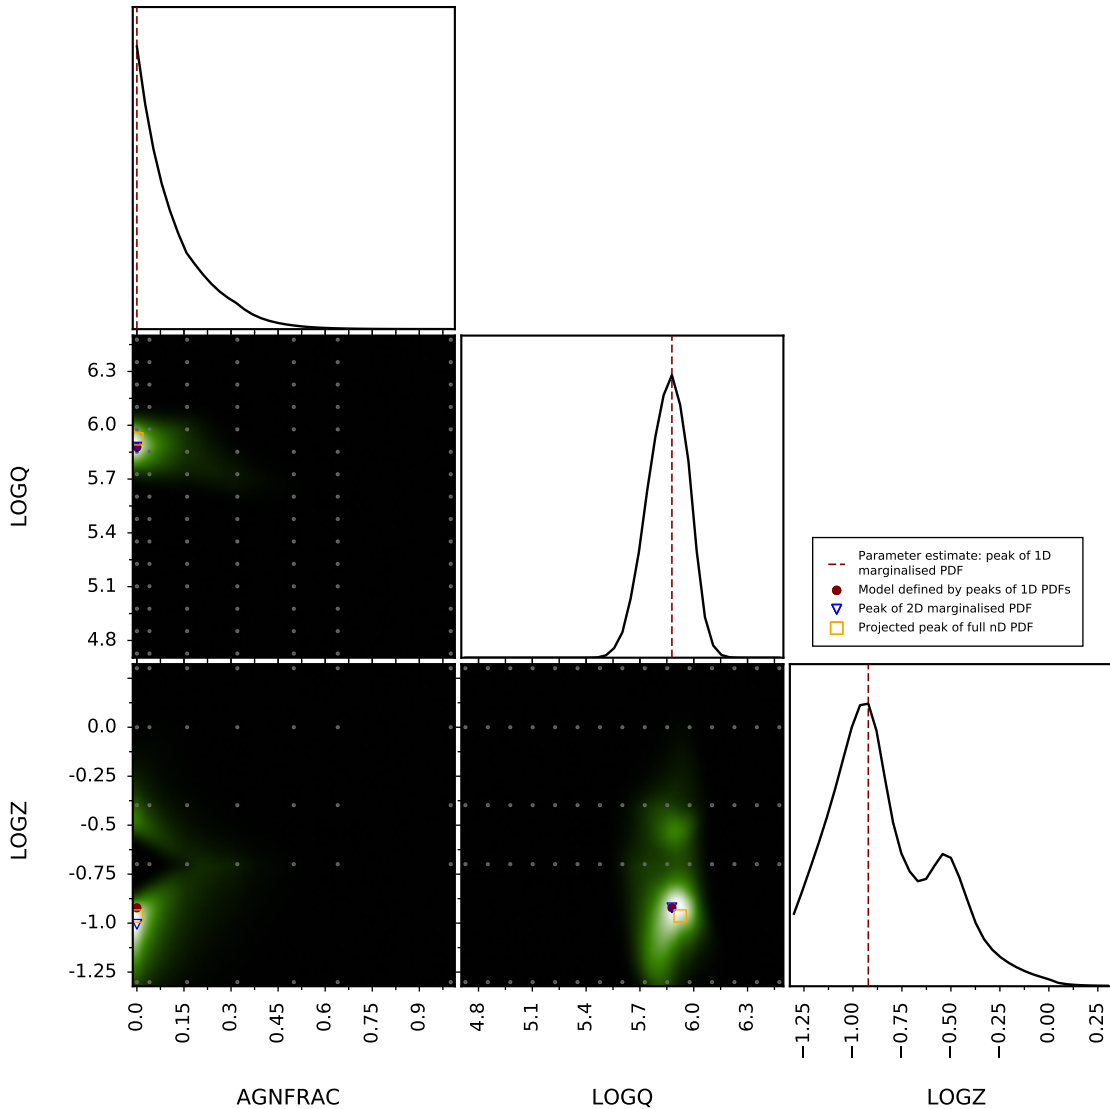 6.3
6.0
5.7
5.4
5.1
4.8
LOGQ
Parameter estimate: peak of 1D
marginalised PDF
Model defined by peaks of 1D PDFs
Peak of 2D marginalised PDF
Projected peak of full nD PDF
0.0
-0.25
-0.5
-0.75
-1.0
-1.25
LOGZ
0.0 0.15 0.3 0.45 0.6 0.75 0.9
4.8 5.1 5.4 5.7 6.0 6.3
−1.25 −1.00 −0.75 −0.50 −0.25 0.00 0.25
AGNFRAC LOGQ LOGZ